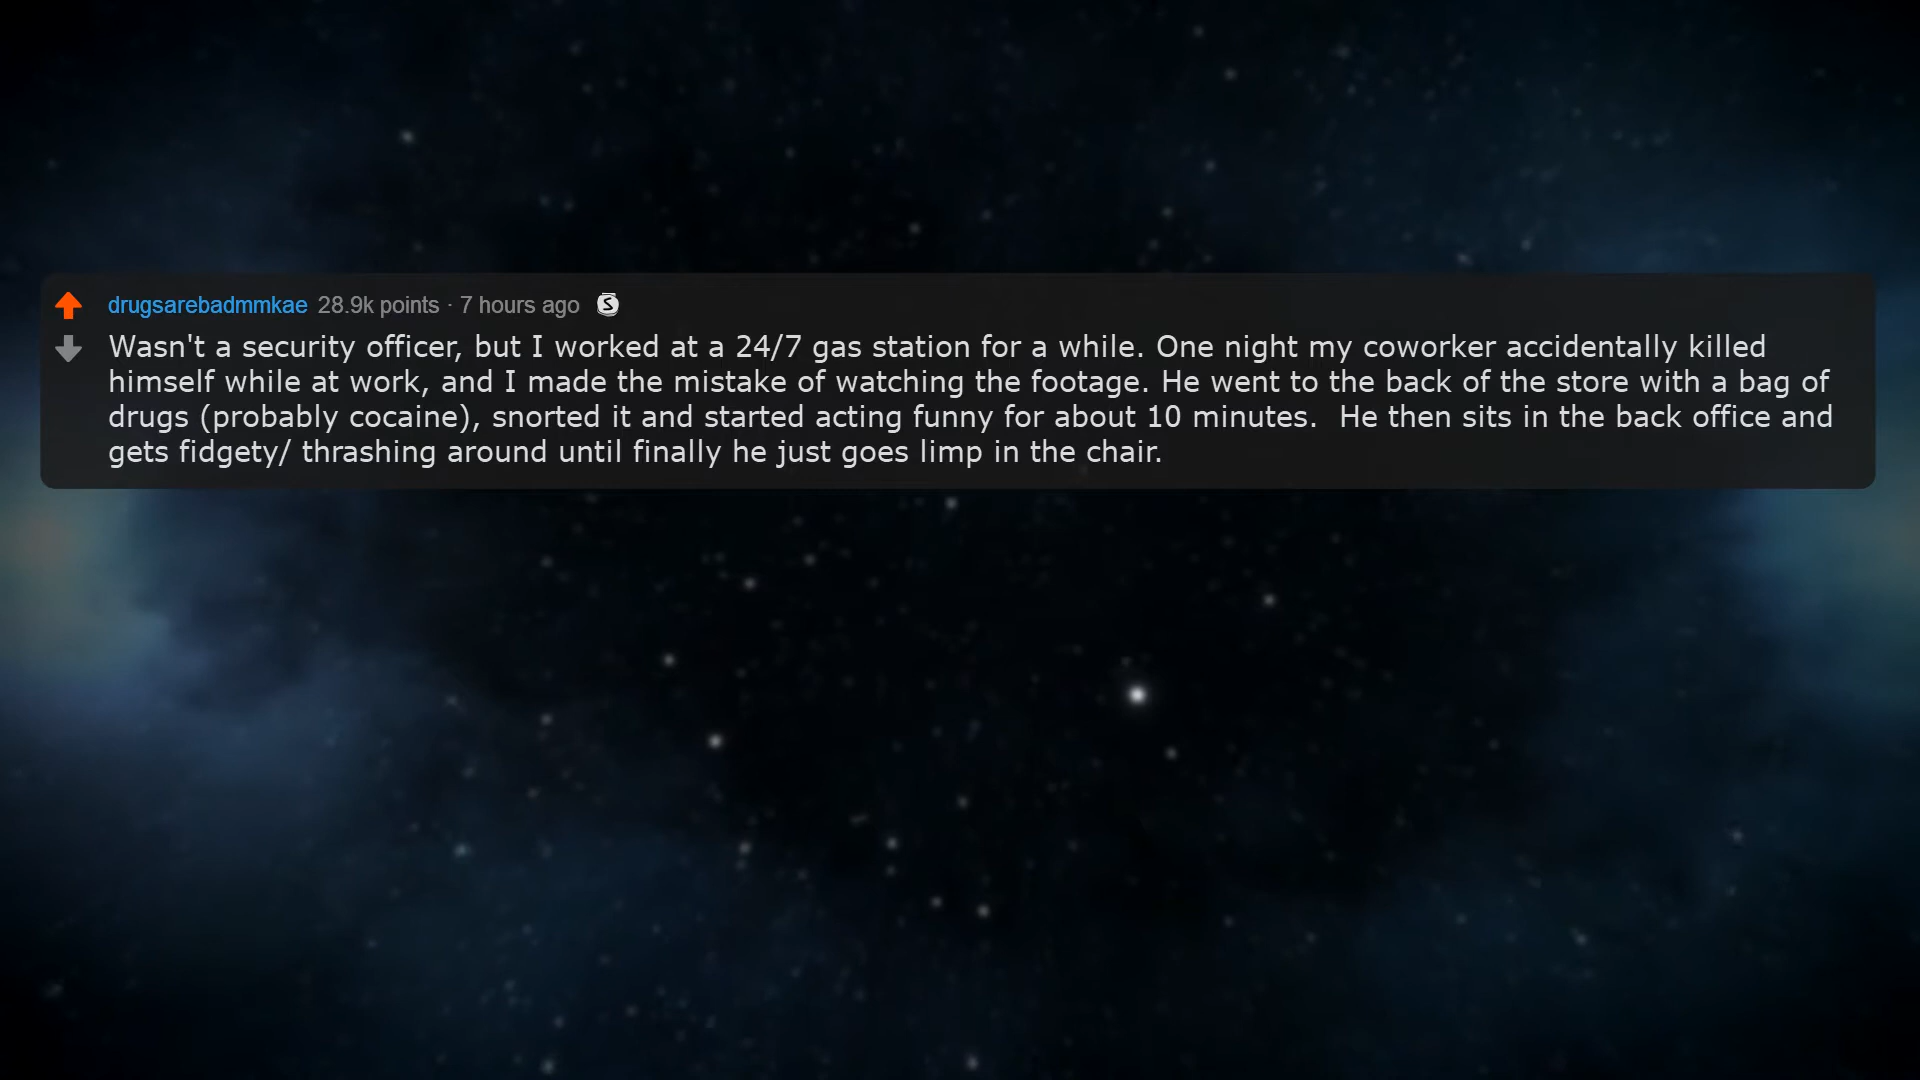 drugsarebadmmkae 28.9k points · 7 hours ago S
Wasn't a security officer, but I worked at a 24/7 gas station for a while. One night my coworker accidentally killed
himself while at work, and I made the mistake of watching the footage. He went to the back of the store with a bag of
drugs (probably cocaine), snorted it and started acting funny for about 10 minutes.  He then sits in the back office and
gets fidgety/ thrashing around until finally he just goes limp in the chair.